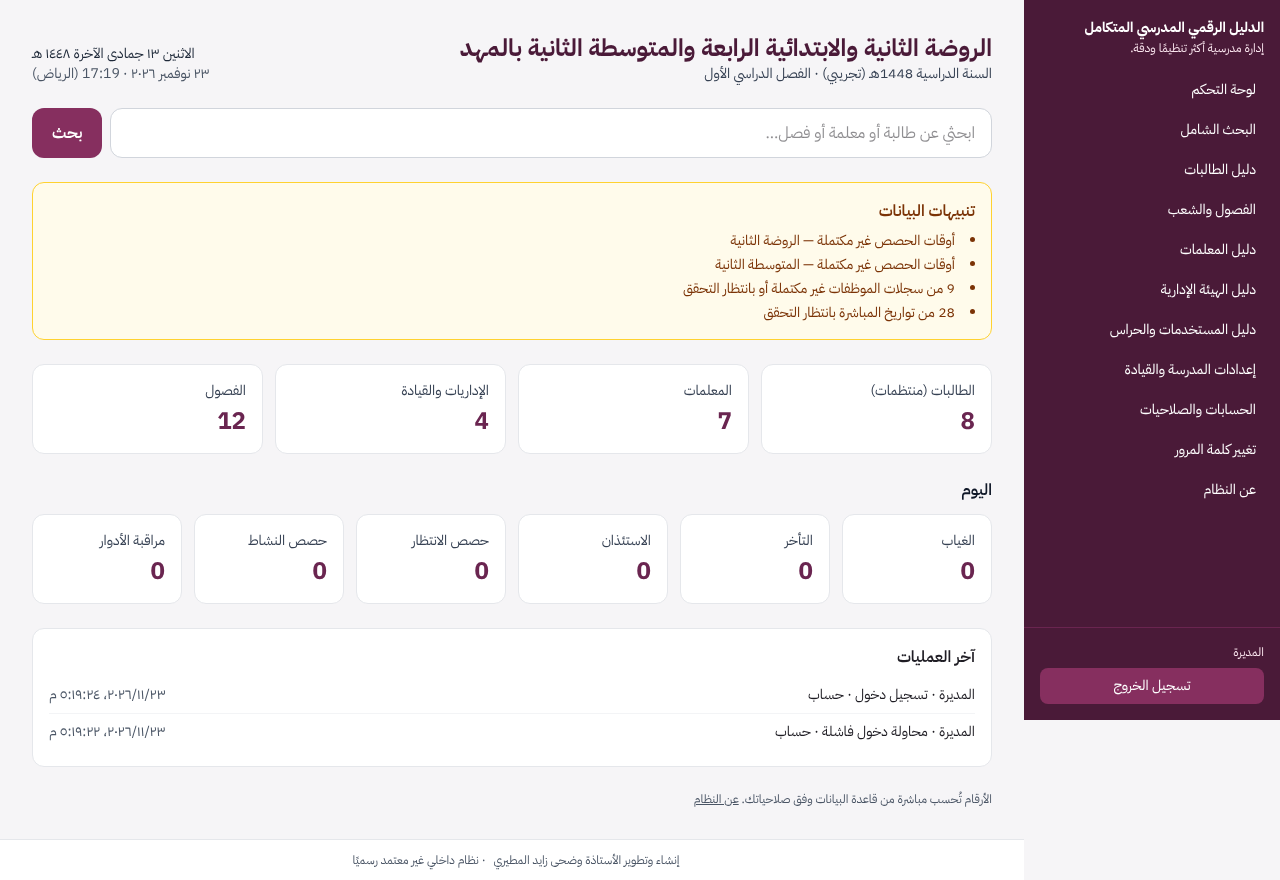 الدليل الرقمي المدرسي المتكامل
إدارة مدرسية أكثر تنظيمًا ودقة.
لوحة التحكم
البحث الشامل
دليل الطالبات
الفصول والشعب
دليل المعلمات
دليل الهيئة الإدارية
دليل المستخدمات والحراس
إعدادات المدرسة والقيادة
الحسابات والصلاحيات
تغيير كلمة المرور
عن النظام
المديرة
تسجيل الخروج
الروضة الثانية والابتدائية الرابعة والمتوسطة الثانية بالمهد
السنة الدراسية 1448هـ (تجريبي) · الفصل الدراسي الأول
الاثنين ١٣ جمادى الآخرة ١٤٤٨ هـ
٢٣ نوفمبر ٢٠٢٦ · 17:19 (الرياض)
ابحثي عن طالبة أو معلمة أو فصل...
بحث
تنبيهات البيانات
أوقات الحصص غير مكتملة — الروضة الثانية
أوقات الحصص غير مكتملة — المتوسطة الثانية
9 من سجلات الموظفات غير مكتملة أو بانتظار التحقق
28 من تواريخ المباشرة بانتظار التحقق
الطالبات (منتظمات)
8
المعلمات
7
الإداريات والقيادة
4
الفصول
12
اليوم
الغياب
0
التأخر
0
الاستئذان
0
حصص الانتظار
0
حصص النشاط
0
مراقبة الأدوار
0
آخر العمليات
المديرة · تسجيل دخول · حساب
٢٠٢٦/١١/٢٣، ٥:١٩:٢٤ م
المديرة · محاولة دخول فاشلة · حساب
٢٠٢٦/١١/٢٣، ٥:١٩:٢٢ م
الأرقام تُحسب مباشرة من قاعدة البيانات وفق صلاحياتك. عن النظام
إنشاء وتطوير الأستاذة وضحى زايد المطيري · نظام داخلي غير معتمد رسميًا